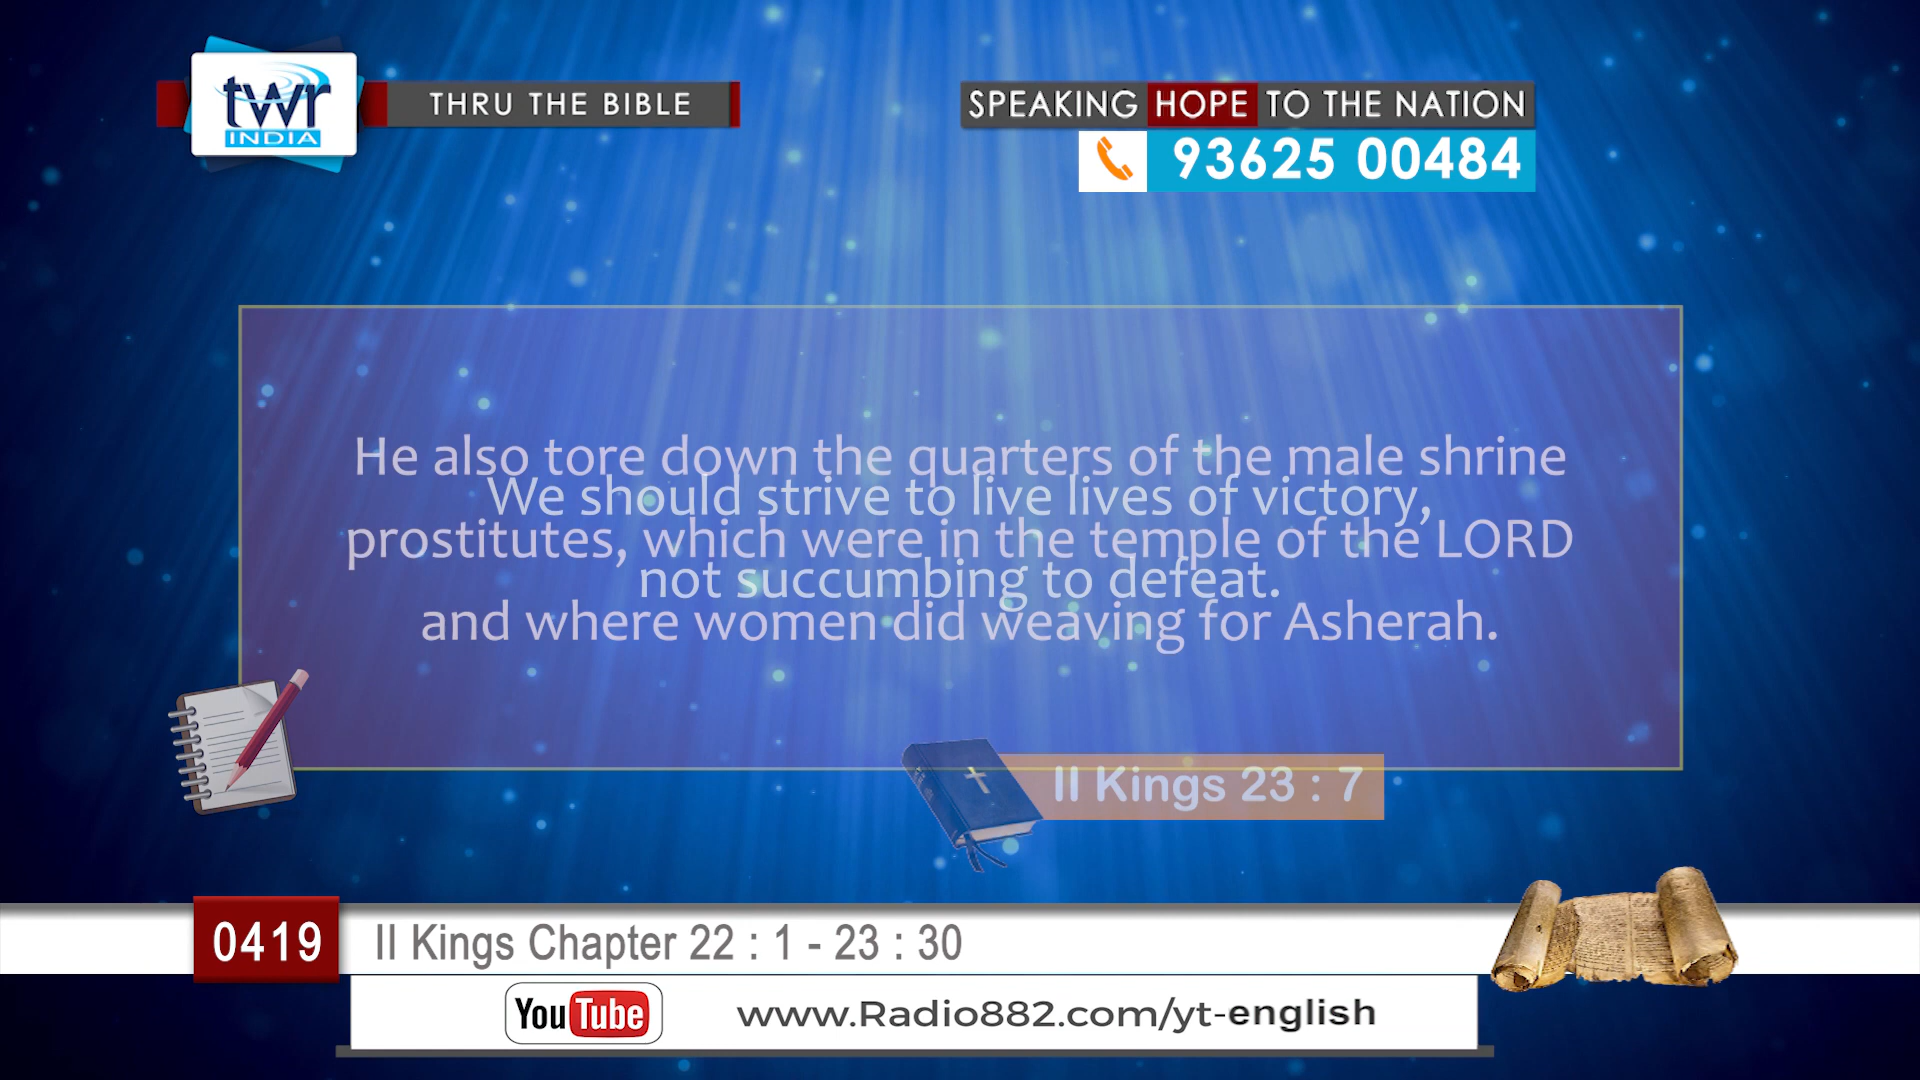 twr
INDIA
THRU THE BIBLE
SPEAKING HOPE TO THE NATION
93625 00484
He also tore down the quarters of the male shrine
We should strive to live lives of victory,
prostitutes, which were in the temple of the LORD
not succumbing to defeat.
and where women did weaving for Asherah.
II Kings 23 : 7
0419
II Kings Chapter 22 : 1 - 23 : 30
YouTube
www.Radio882.com/yt-english